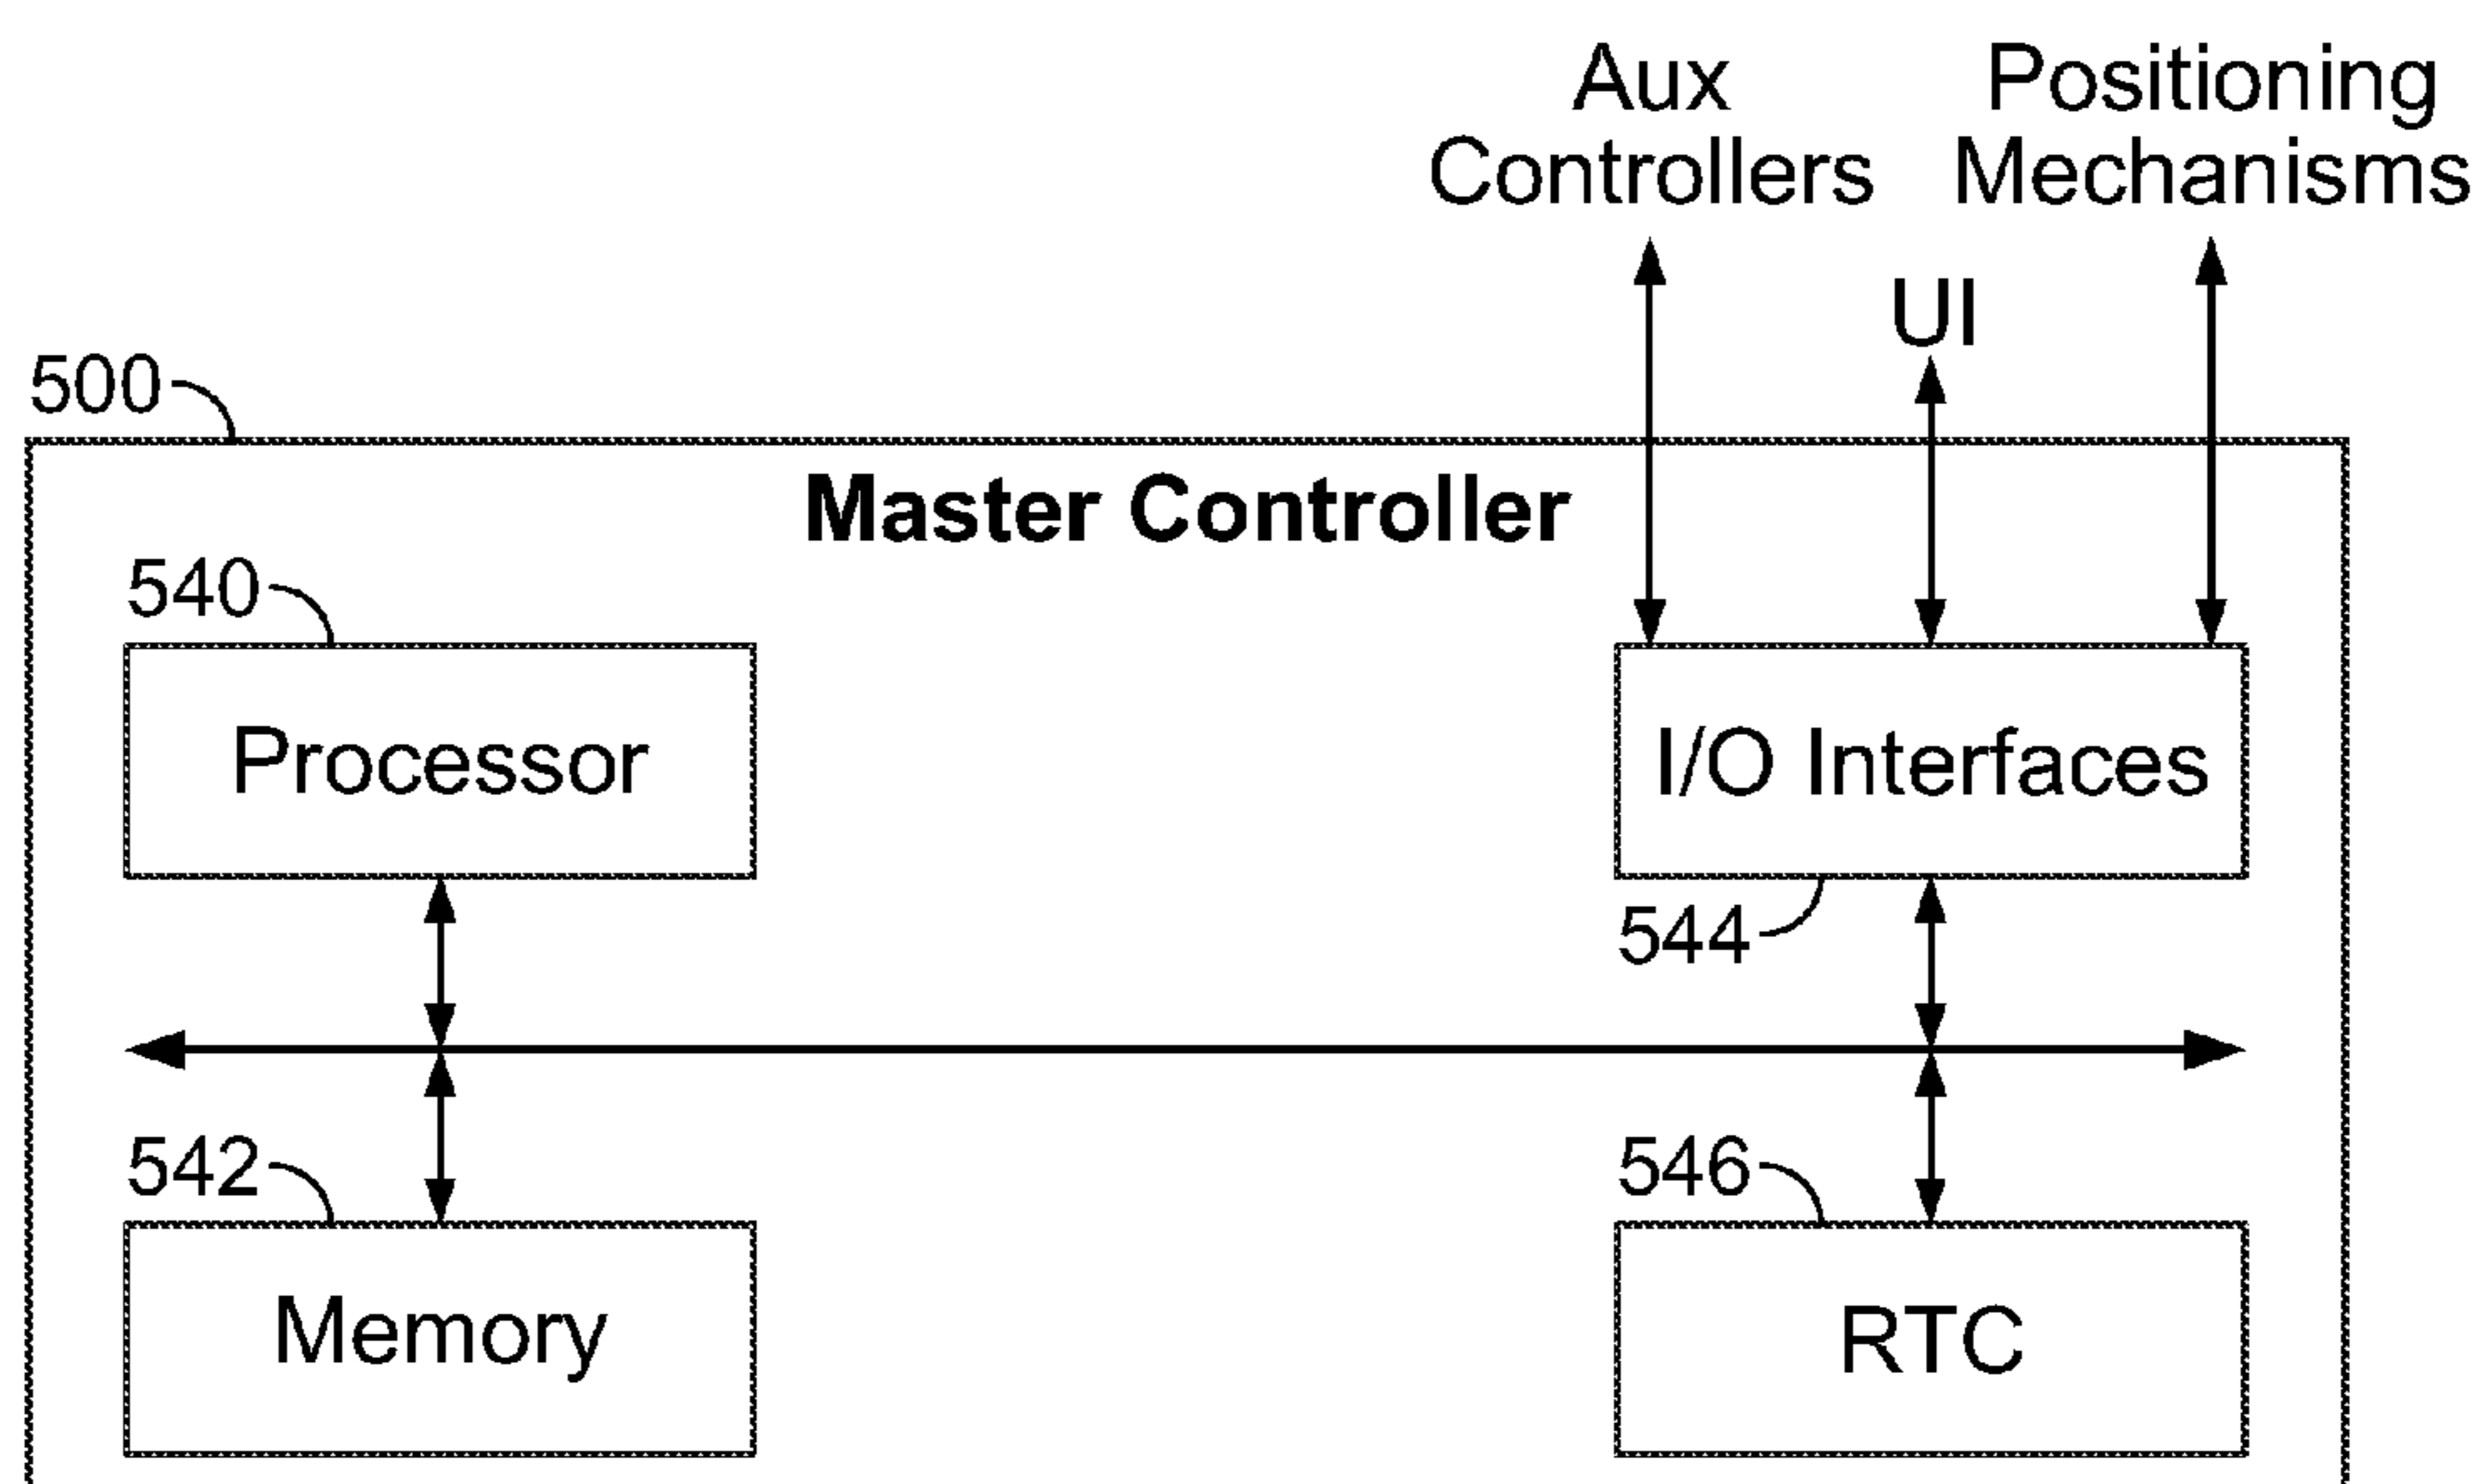 Aux
Controllers
Positioning
Mechanisms
UI
500
Master Controller
540
Processor
I/O Interfaces
544
542
Memory
546
RTC